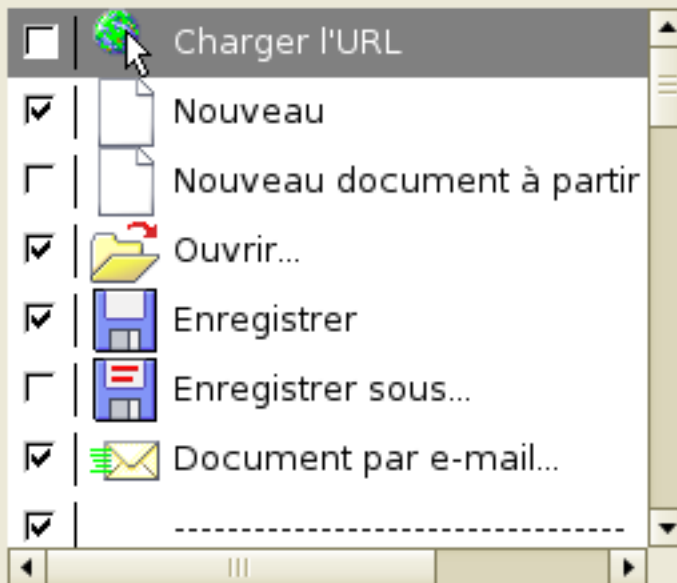 Charger l'URL
Nouveau
Nouveau document à partir
Ouvrir...
Enregistrer
Enregistrer sous...
Document par e-mail...
----------------------------------